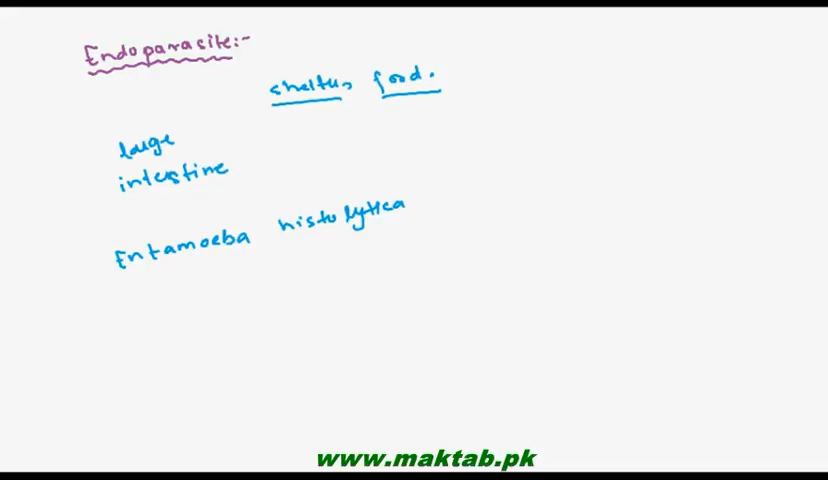 Endoparasite:-
shelter, food.
large
intestine
Entamoeba histolytica
www.maktab.pk